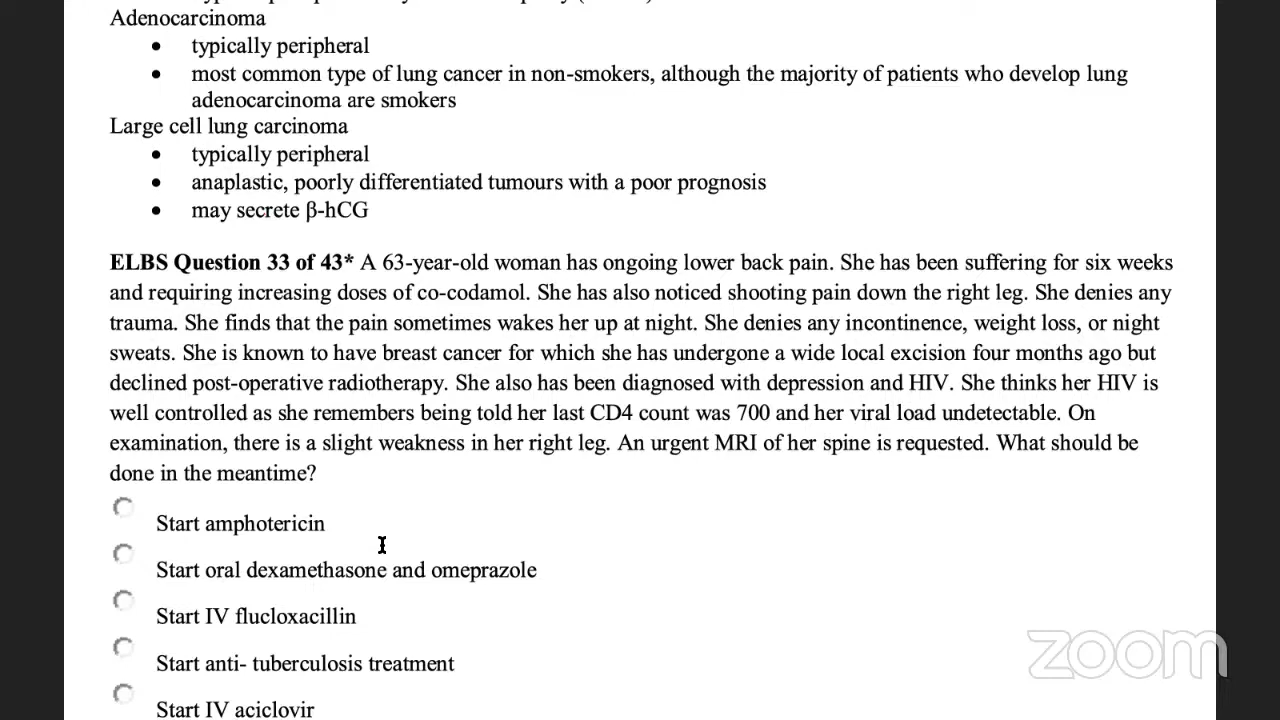 Adenocarcinoma
• typically peripheral
• most common type of lung cancer in non-smokers, although the majority of patients who develop lung
adenocarcinoma are smokers
Large cell lung carcinoma
• typically peripheral
• anaplastic, poorly differentiated tumours with a poor prognosis
• may secrete β-hCG
ELBS Question 33 of 43* A 63-year-old woman has ongoing lower back pain. She has been suffering for six weeks
and requiring increasing doses of co-codamol. She has also noticed shooting pain down the right leg. She denies any
trauma. She finds that the pain sometimes wakes her up at night. She denies any incontinence, weight loss, or night
sweats. She is known to have breast cancer for which she has undergone a wide local excision four months ago but
declined post-operative radiotherapy. She also has been diagnosed with depression and HIV. She thinks her HIV is
well controlled as she remembers being told her last CD4 count was 700 and her viral load undetectable. On
examination, there is a slight weakness in her right leg. An urgent MRI of her spine is requested. What should be
done in the meantime?
Start amphotericin
Start oral dexamethasone and omeprazole
Start IV flucloxacillin
Start anti- tuberculosis treatment
Start IV aciclovir
zoom